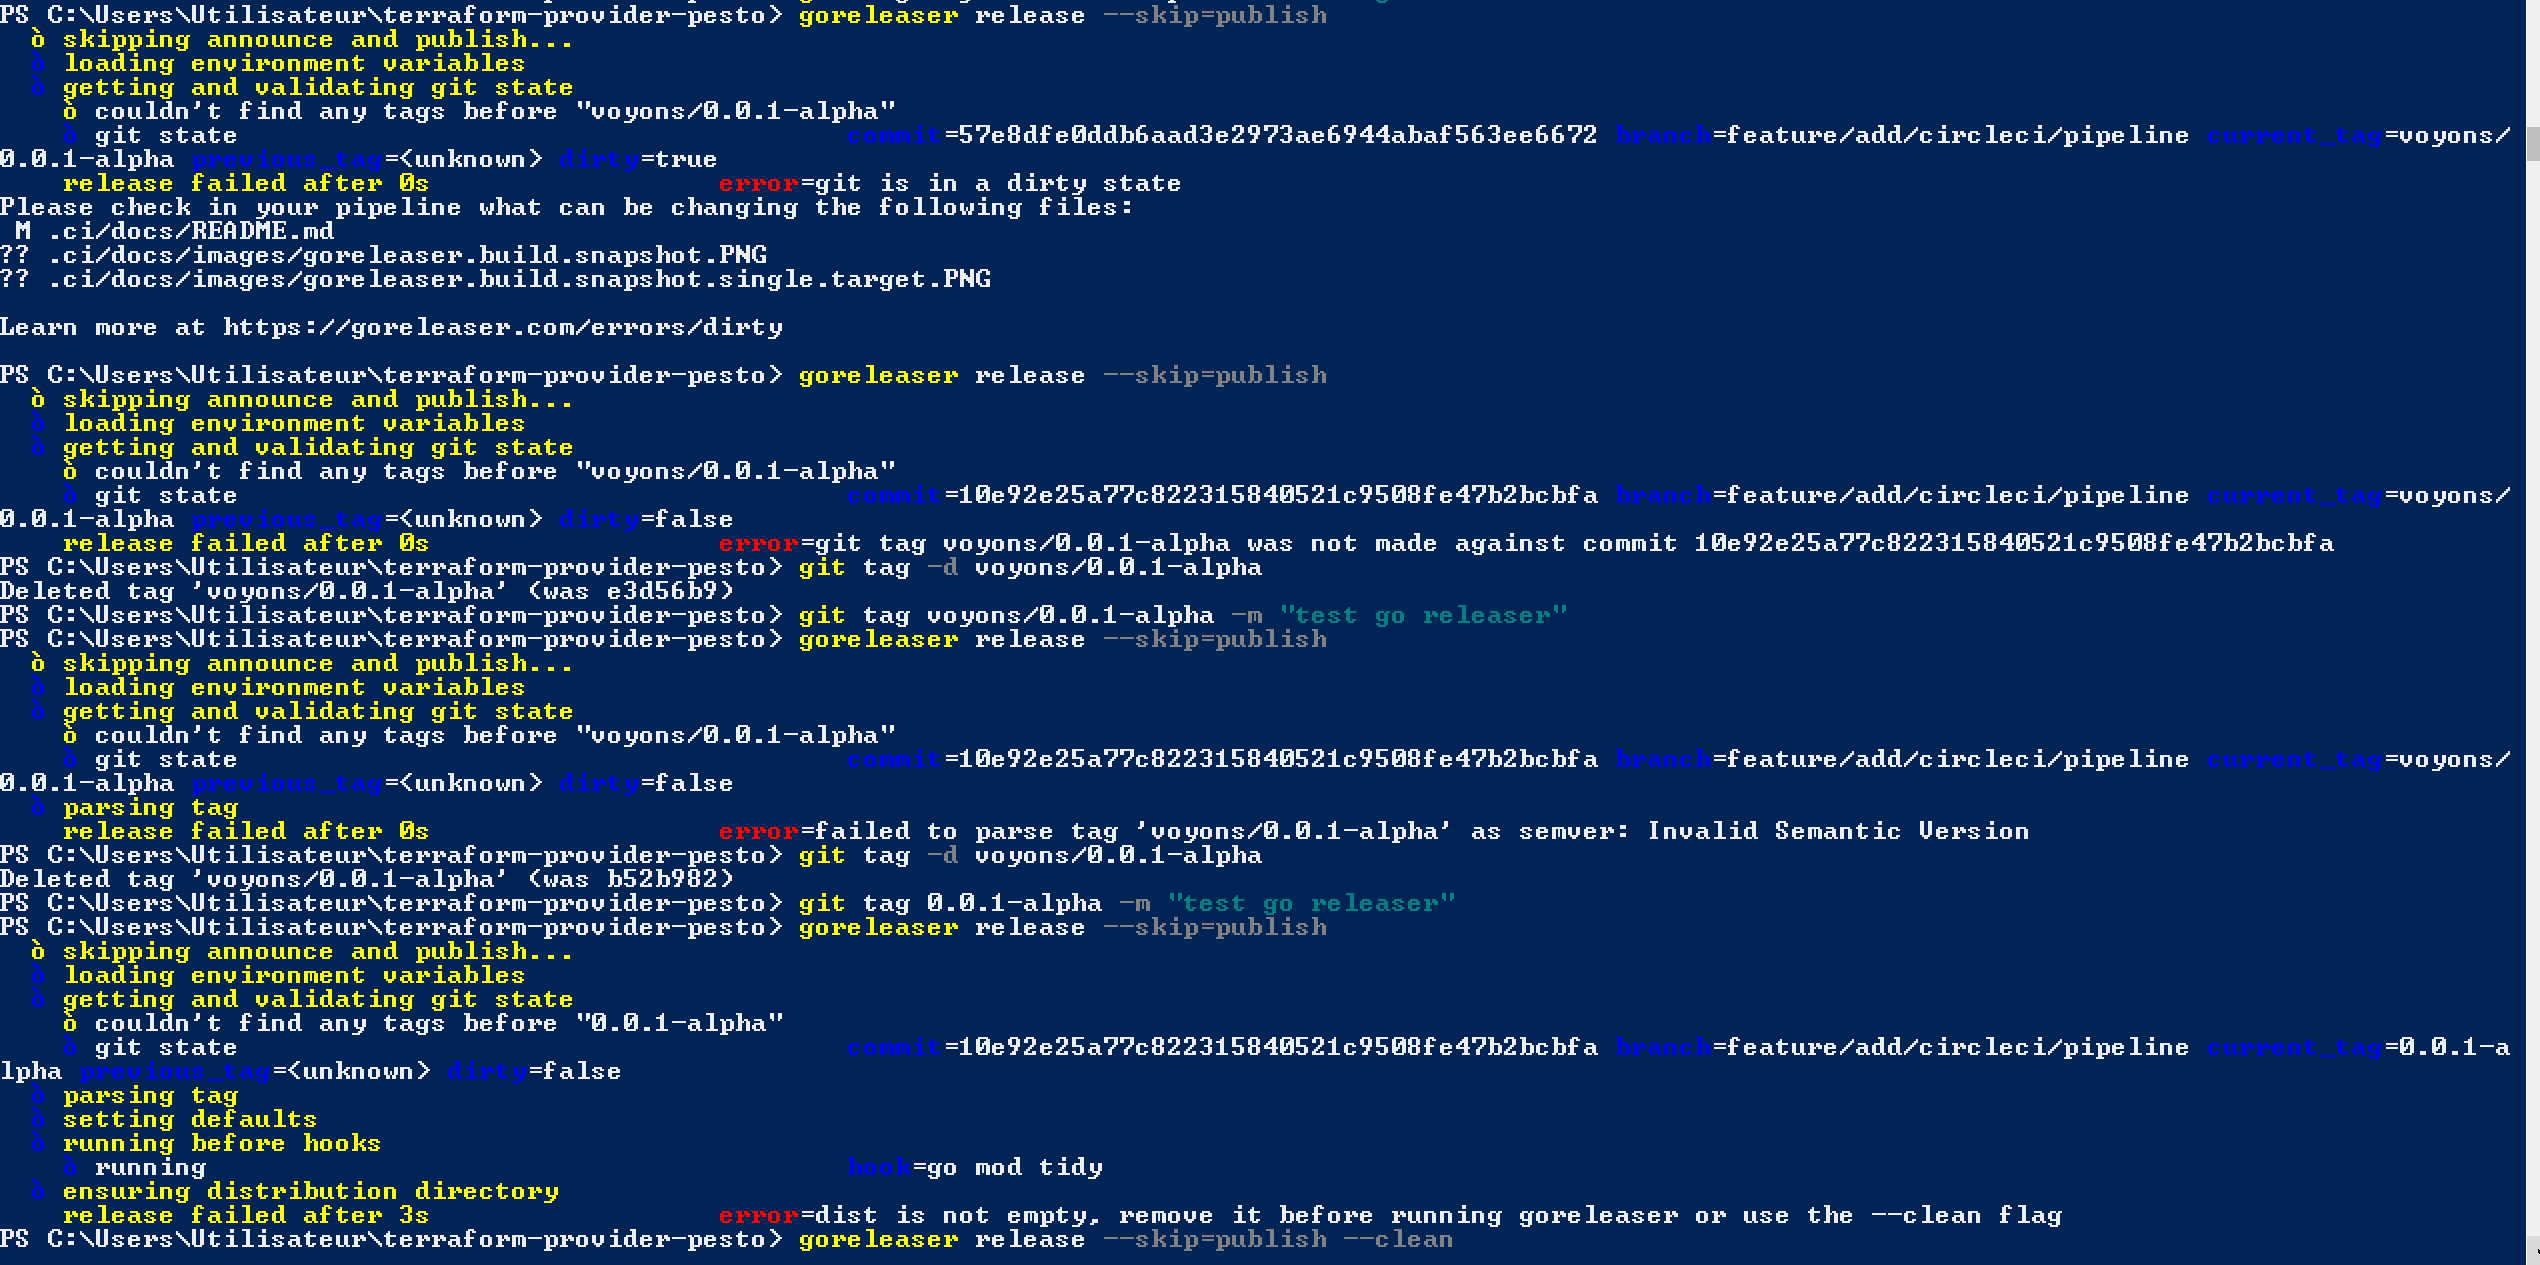 PS C:\Users\Utilisateur\terraform-provider-pesto> goreleaser release --skip=publish
  ò skipping announce and publish...
  ò loading environment variables
  ò getting and validating git state
    ò couldn't find any tags before "voyons/0.0.1-alpha"
    ò git state                                      commit=57e8dfe0ddb6aad3e2973ae6944abaf563ee6672 branch=feature/add/circleci/pipeline current_tag=voyons/
0.0.1-alpha previous_tag=<unknown> dirty=true
    release failed after 0s                  error=git is in a dirty state
Please check in your pipeline what can be changing the following files:
 M .ci/docs/README.md
?? .ci/docs/images/goreleaser.build.snapshot.PNG
?? .ci/docs/images/goreleaser.build.snapshot.single.target.PNG

Learn more at https://goreleaser.com/errors/dirty

PS C:\Users\Utilisateur\terraform-provider-pesto> goreleaser release --skip=publish
  ò skipping announce and publish...
  ò loading environment variables
  ò getting and validating git state
    ò couldn't find any tags before "voyons/0.0.1-alpha"
    ò git state                                      commit=10e92e25a77c822315840521c9508fe47b2bcbfa branch=feature/add/circleci/pipeline current_tag=voyons/
0.0.1-alpha previous_tag=<unknown> dirty=false
    release failed after 0s                  error=git tag voyons/0.0.1-alpha was not made against commit 10e92e25a77c822315840521c9508fe47b2bcbfa
PS C:\Users\Utilisateur\terraform-provider-pesto> git tag -d voyons/0.0.1-alpha
Deleted tag 'voyons/0.0.1-alpha' (was e3d56b9)
PS C:\Users\Utilisateur\terraform-provider-pesto> git tag voyons/0.0.1-alpha -m "test go releaser"
PS C:\Users\Utilisateur\terraform-provider-pesto> goreleaser release --skip=publish
  ò skipping announce and publish...
  ò loading environment variables
  ò getting and validating git state
    ò couldn't find any tags before "voyons/0.0.1-alpha"
    ò git state                                      commit=10e92e25a77c822315840521c9508fe47b2bcbfa branch=feature/add/circleci/pipeline current_tag=voyons/
0.0.1-alpha previous_tag=<unknown> dirty=false
  ò parsing tag
    release failed after 0s                  error=failed to parse tag 'voyons/0.0.1-alpha' as semver: Invalid Semantic Version
PS C:\Users\Utilisateur\terraform-provider-pesto> git tag -d voyons/0.0.1-alpha
Deleted tag 'voyons/0.0.1-alpha' (was b52b982)
PS C:\Users\Utilisateur\terraform-provider-pesto> git tag 0.0.1-alpha -m "test go releaser"
PS C:\Users\Utilisateur\terraform-provider-pesto> goreleaser release --skip=publish
  ò skipping announce and publish...
  ò loading environment variables
  ò getting and validating git state
    ò couldn't find any tags before "0.0.1-alpha"
    ò git state                                      commit=10e92e25a77c822315840521c9508fe47b2bcbfa branch=feature/add/circleci/pipeline current_tag=0.0.1-a
lpha previous_tag=<unknown> dirty=false
  ò parsing tag
  ò setting defaults
  ò running before hooks
    ò running                                        hook=go mod tidy
  ò ensuring distribution directory
    release failed after 3s                  error=dist is not empty, remove it before running goreleaser or use the --clean flag
PS C:\Users\Utilisateur\terraform-provider-pesto> goreleaser release --skip=publish --clean